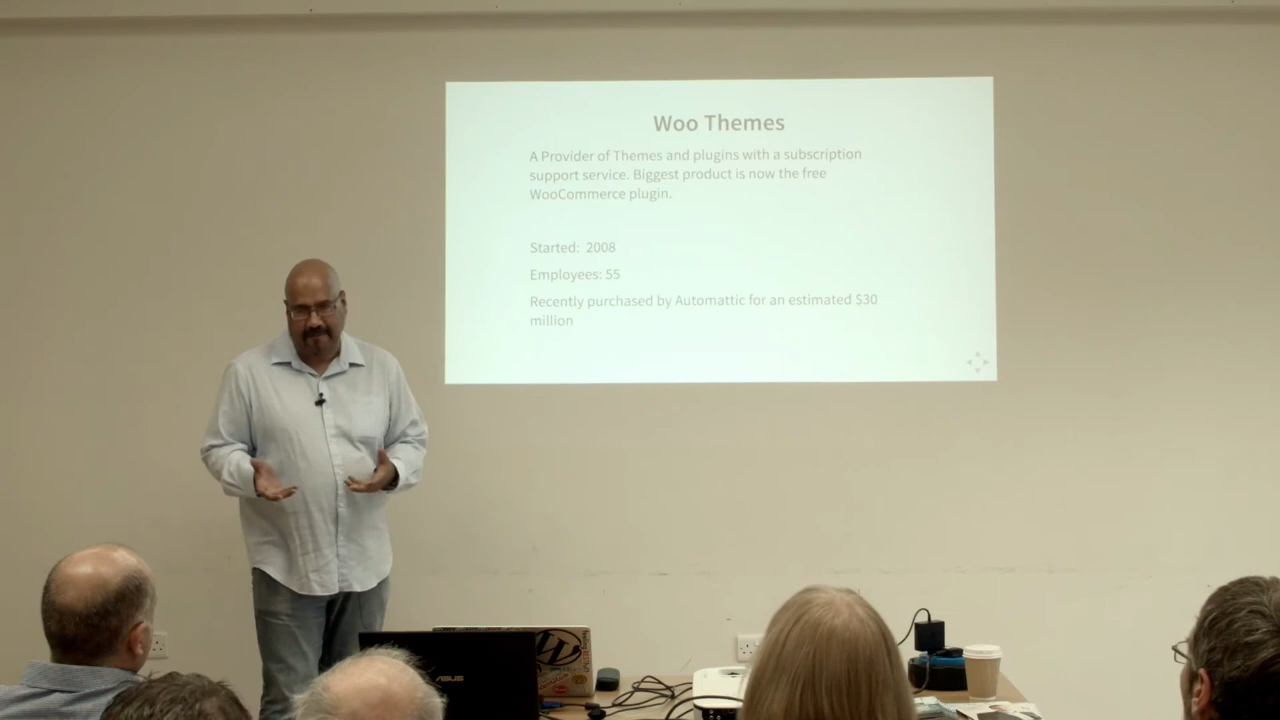 Woo Themes
A Provider of Themes and plugins with a subscription
support service. Biggest product is now the free
WooCommerce plugin.
Started: 2008
Employees: 55
Recently purchased by Automattic for an estimated $30
million
ASUS